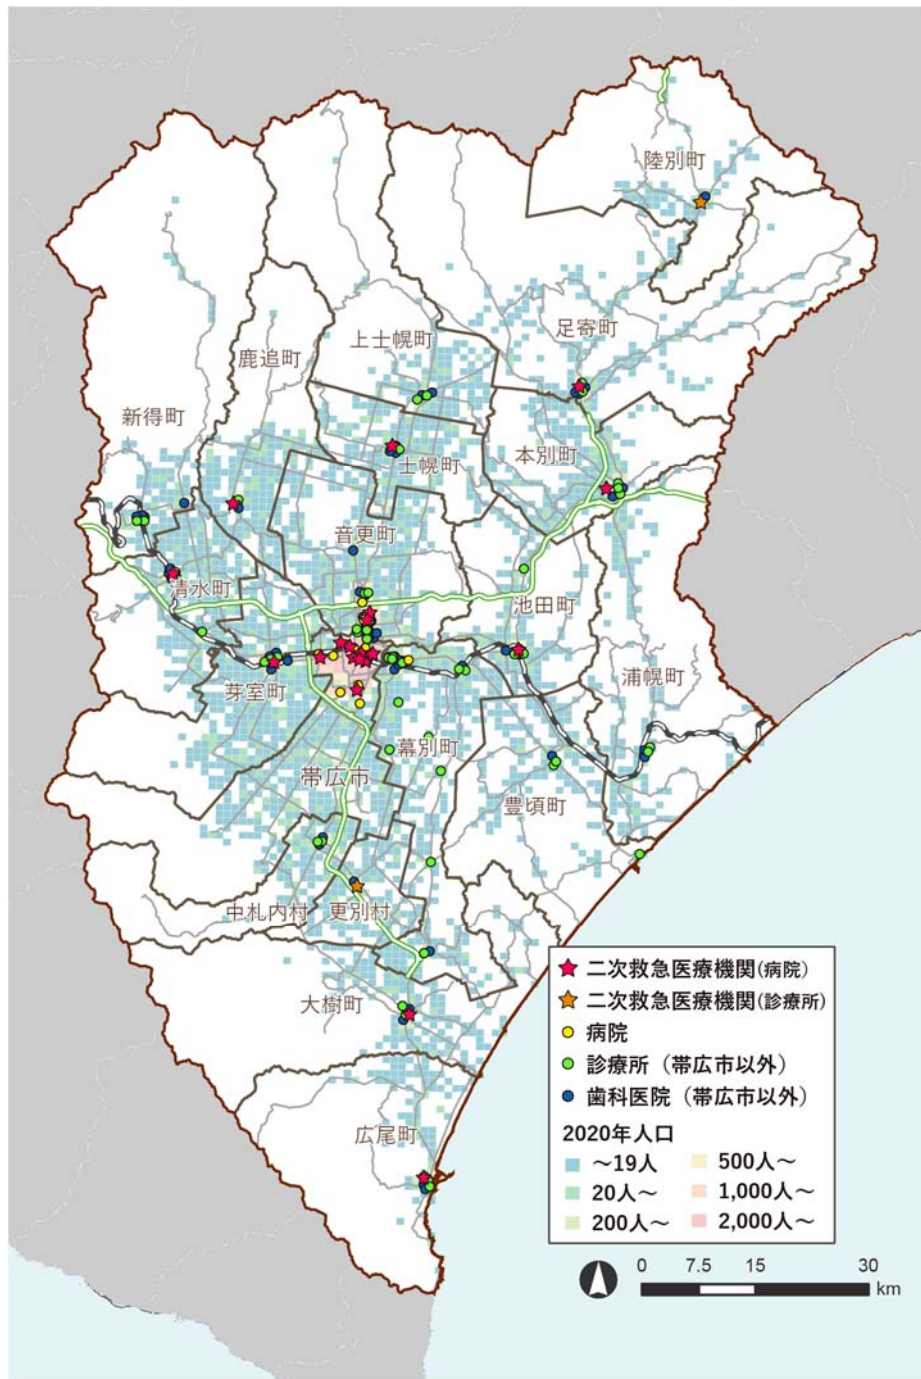 陸別町
足寄町
上士幌町
鹿追町
新得町
本別町
士幌町
音更町
清水町
池田町
浦幌町
芽室町
幕別町
帯広市
豊頃町
中札内村
更別村
大樹町
広尾町
二次救急医療機関(病院)
二次救急医療機関(診療所)
病院
診療所（帯広市以外）
歯科医院（帯広市以外）
2020年人口
～19人
500人～
20人～
1,000人～
200人～
2,000人～
0 7.5 15 30
km